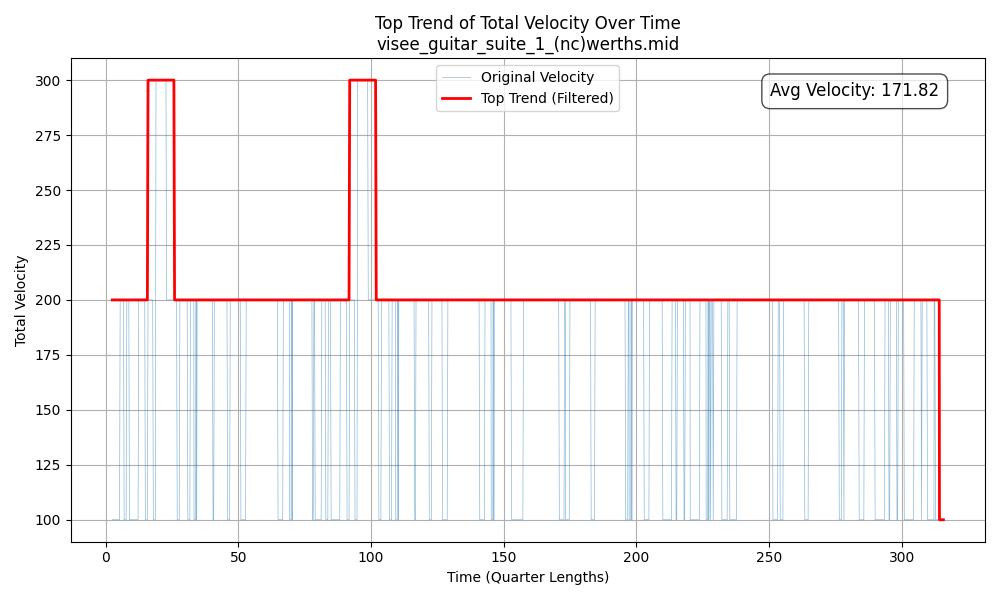 Top Trend of Total Velocity Over Time
visee_guitar_suite_1_(nc)werths.mid
Original Velocity
Top Trend (Filtered)
Avg Velocity: 171.82
Total Velocity
300
275
250
225
200
175
150
125
100
0 50 100 150 200 250 300
Time (Quarter Lengths)